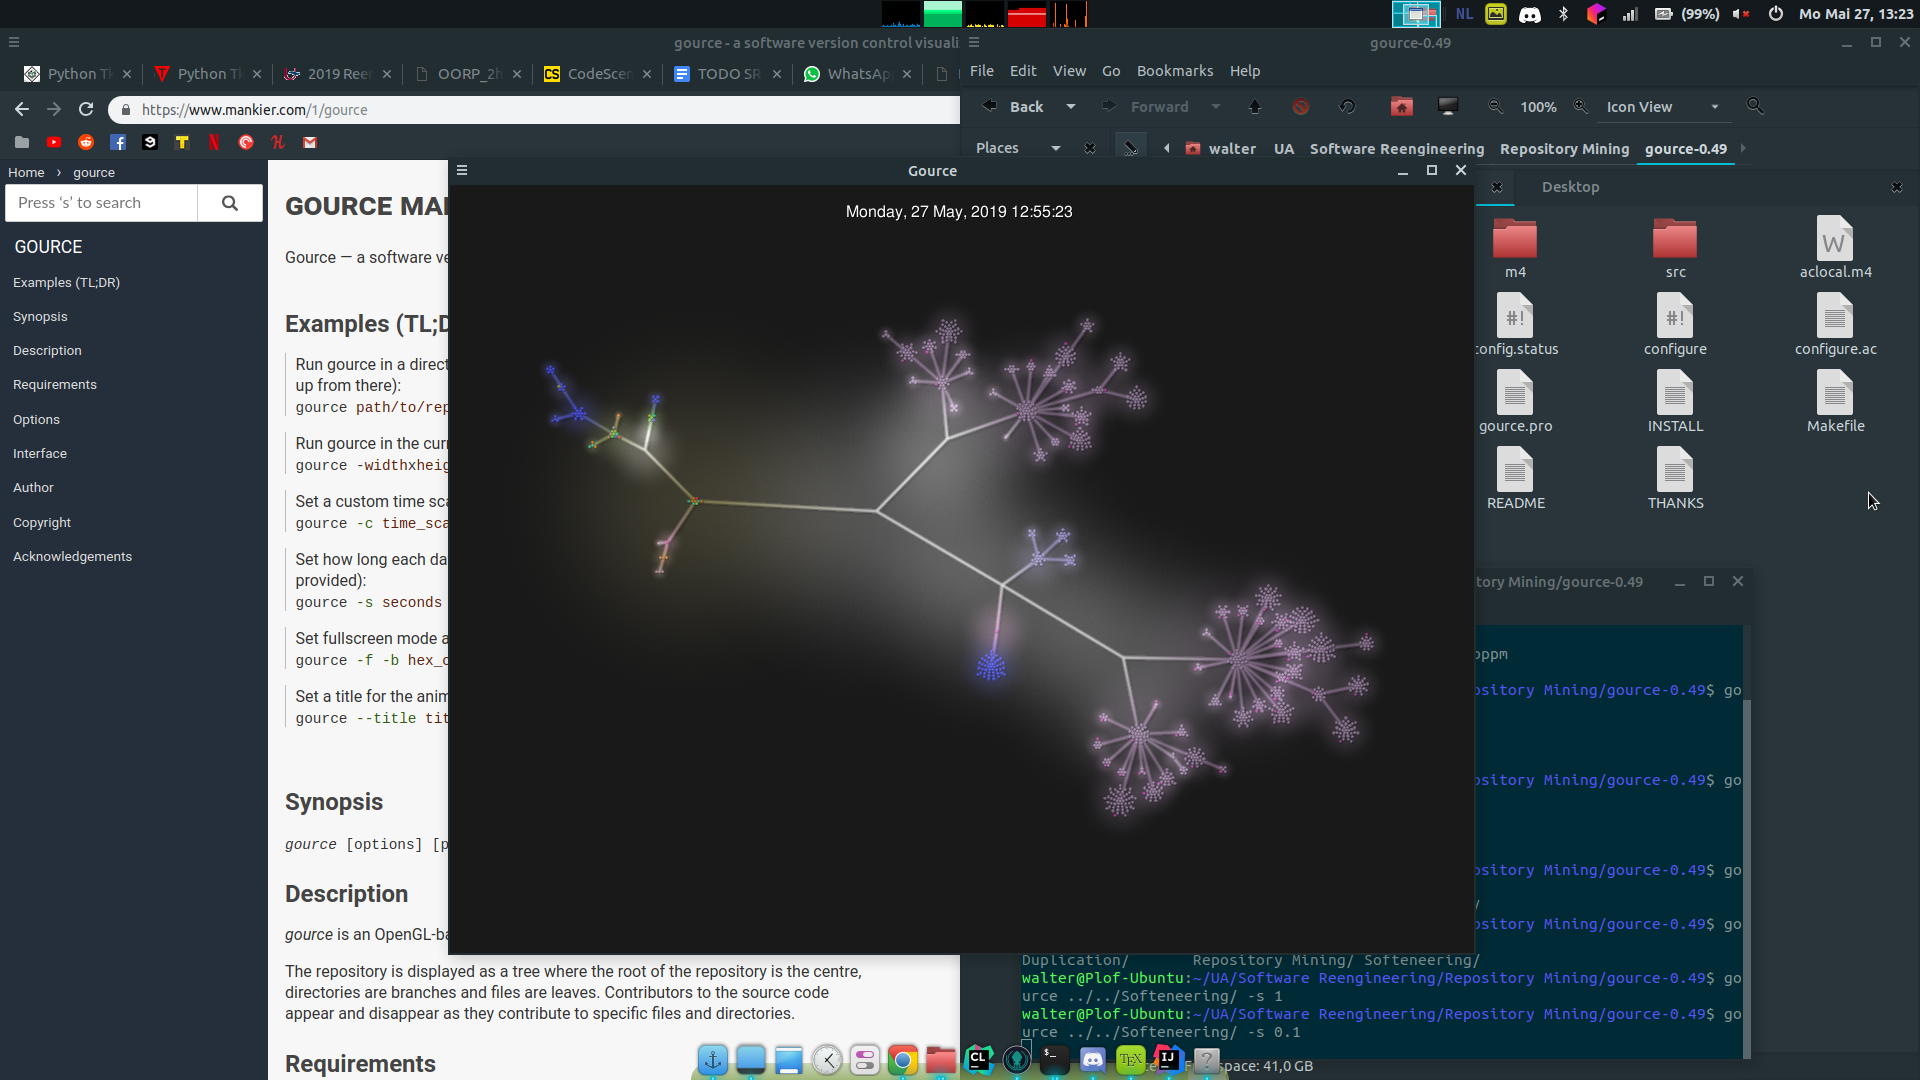 NL
(99%)
Mo Mai 27, 13:23
gource - a software version control visuali
Python T
Python T
2019 Reer
OORP_2h
CodeScen
TODO SR
WhatsAp
https://www.mankier.com/1/gource
Home › gource
Press ‘s’ to search
GOURCE
Examples (TL;DR)
Synopsis
Description
Requirements
Options
Interface
Author
Copyright
Acknowledgements
GOURCE MA
Gource — a software ve
Examples (TL;D
Run gource in a direct
up from there):
gource path/to/rep
Run gource in the curr
gource -widthxheig
Set a custom time sca
gource -c time_sca
Set how long each da
provided):
gource -s seconds
Set fullscreen mode a
gource -f -b hex_c
Set a title for the anim
gource --title tit
Synopsis
gource [options] [p
Description
gource is an OpenGL-ba
The repository is displayed as a tree where the root of the repository is the centre,
directories are branches and files are leaves. Contributors to the source code
appear and disappear as they contribute to specific files and directories.
Requirements
Gource
Monday, 27 May, 2019 12:55:23
gource-0.49
File Edit View Go Bookmarks Help
Back Forward 100% Icon View
Places walter UA Software Reengineering Repository Mining gource-0.49
Desktop
m4 src aclocal.m4
config.status configure configure.ac
gource.pro INSTALL Makefile
README THANKS
tory Mining/gource-0.49
oppm
ository Mining/gource-0.49$ go
ository Mining/gource-0.49$ go
ository Mining/gource-0.49$ go
/
ository Mining/gource-0.49$ go
Duplication/ Repository Mining/ Softeneering/
walter@Plof-Ubuntu:~/UA/Software Reengineering/Repository Mining/gource-0.49$ go
urce ../../Softeneering/ -s 1
walter@Plof-Ubuntu:~/UA/Software Reengineering/Repository Mining/gource-0.49$ go
urce ../../Softeneering/ -s 0.1
space: 41,0 GB